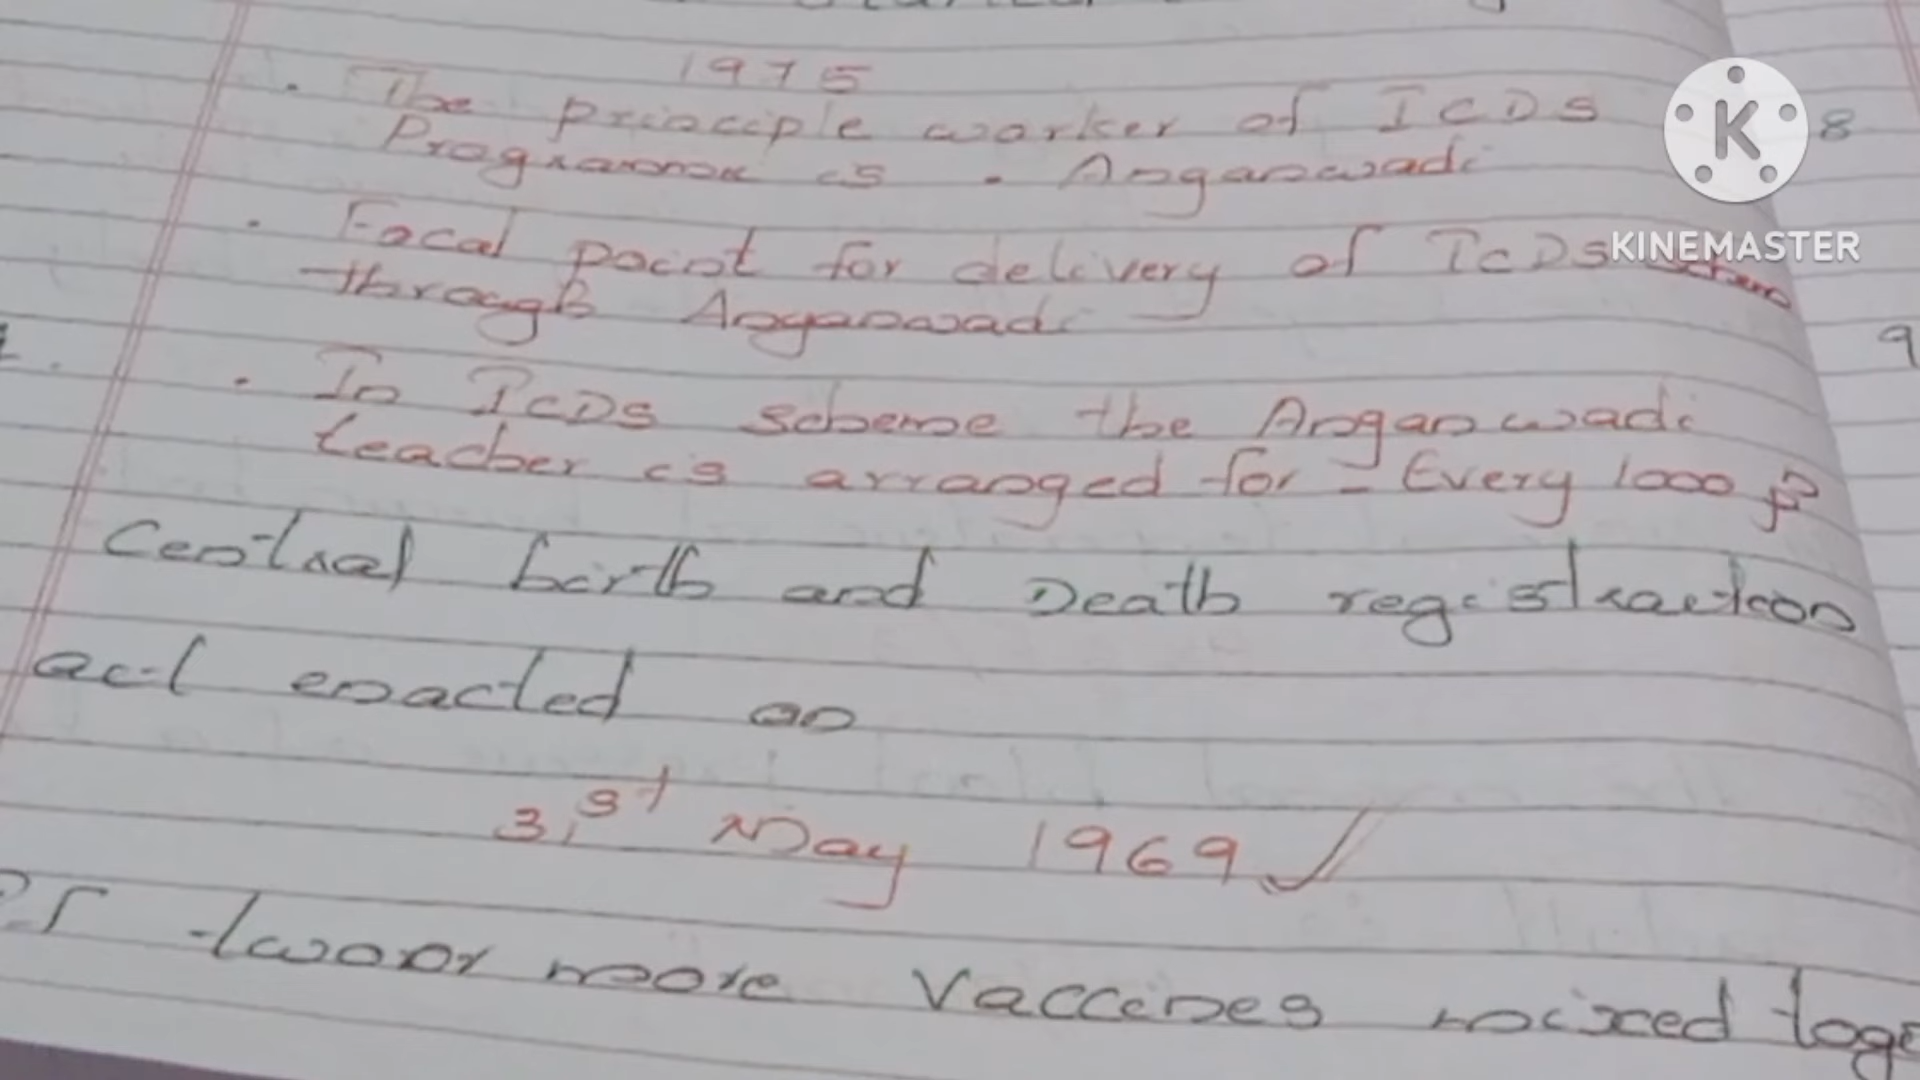 1975
· The principle worker of ICDS
Programme is - Anganwadi
· Focal point for delivery of ICDS
through Anganwadi
· In ICDS scheme the Anganwadi
teacher is arranged for - Every 1000 P
Central birth and Death registration
act enacted on
31st May 1969
If two or more Vaccines mixed toge
8
9
K
KINEMASTER